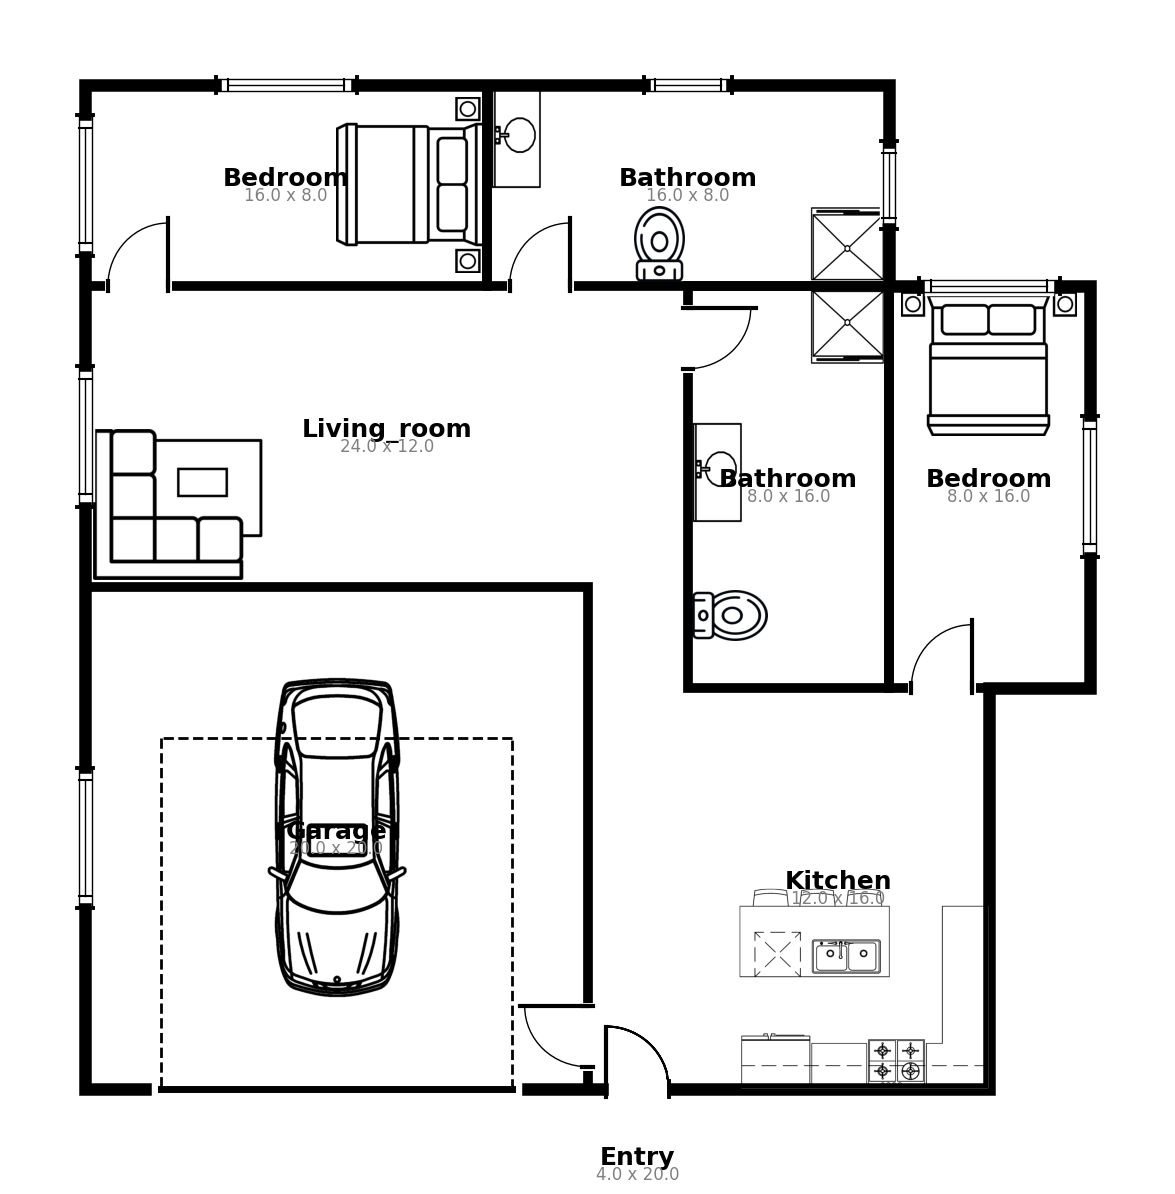 Bedroom
16.0 x 8.0
Bathroom
16.0 x 8.0
Living_room
24.0 x 12.0
Bathroom
8.0 x 16.0
Bedroom
8.0 x 16.0
Garage
20.0 x 20.0
Kitchen
12.0 x 16.0
Entry
4.0 x 20.0